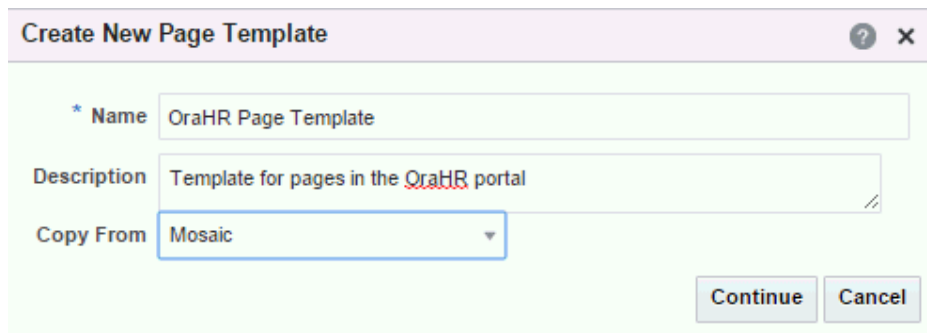 Create New Page Template
* Name OraHR Page Template
Description Template for pages in the OraHR portal
Copy From Mosaic
Continue Cancel